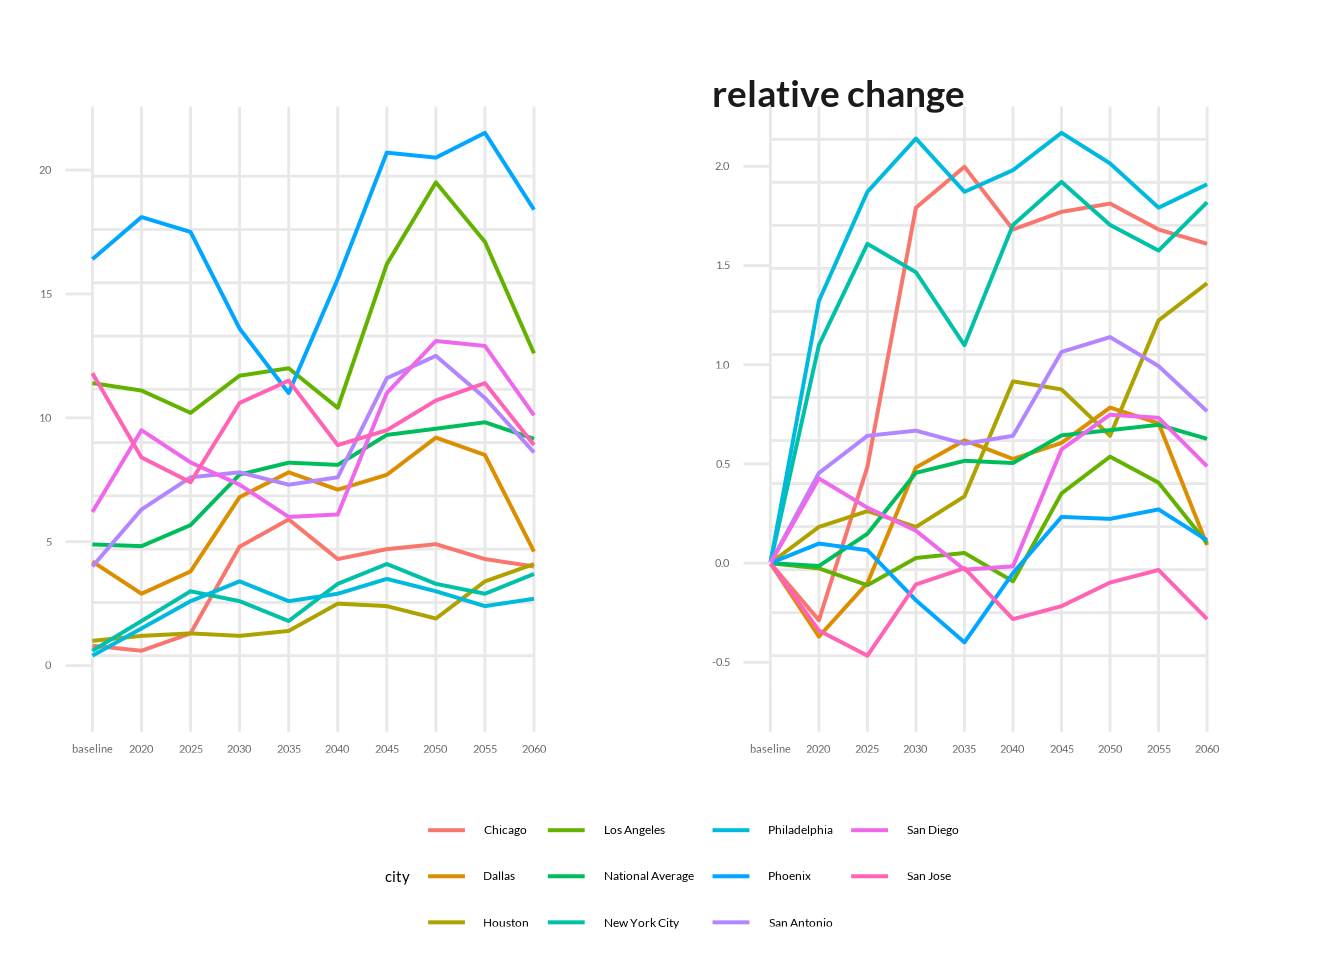 relative change
20
15
10
5
0
baseline 2020 2025 2030 2035 2040 2045 2050 2055 2060
2.0
1.5
1.0
0.5
0.0
-0.5
baseline 2020 2025 2030 2035 2040 2045 2050 2055 2060
city
Chicago
Dallas
Houston
Los Angeles
National Average
New York City
Philadelphia
Phoenix
San Antonio
San Diego
San Jose